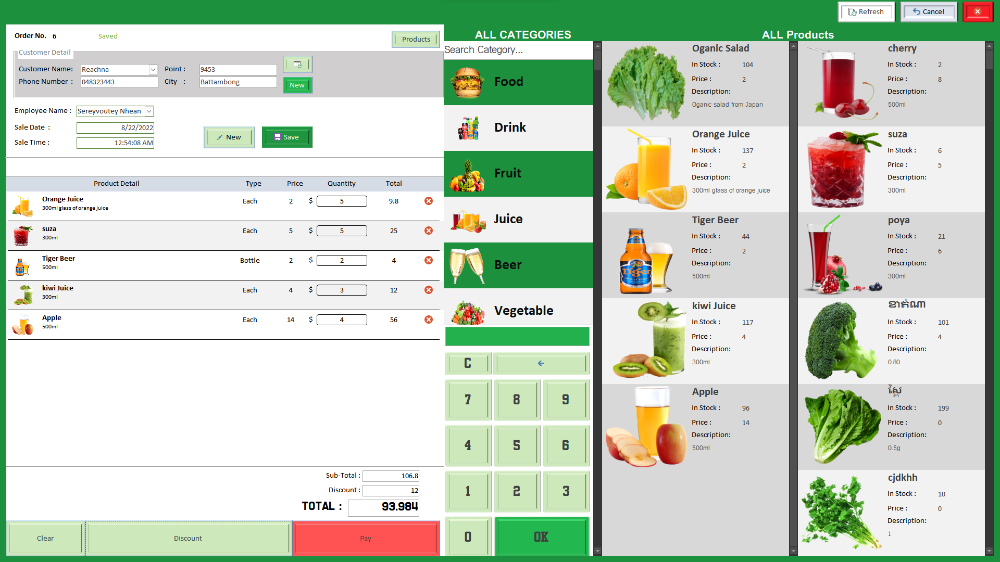 Refresh
Cancel
Order No. 6
Saved
Products
Customer Detail
Customer Name: Reachna
Point : 9453
Phone Number : 048323443
City : Battambong
New
Employee Name : Sereyvoutey Nhean
Sale Date : 8/22/2022
Sale Time : 12:54:08 AM
New
Save
Product Detail Type Price Quantity Total
Orange Juice Each 2 $ 5 9.8
300ml glass of orange juice
suza Each 5 $ 5 25
300ml
Tiger Beer Bottle 2 $ 2 4
500ml
kiwi Juice Each 4 $ 3 12
300ml
Apple Each 14 $ 4 56
500ml
Sub-Total : 106.8
Discount : 12
TOTAL : 93.984
Clear
Discount
Pay
ALL CATEGORIES
Search Category...
Food
Drink
Fruit
Juice
Beer
Vegetable
C
7 8 9
4 5 6
1 2 3
0 OK
ALL Products
Oganic Salad
In Stock : 104
Price : 2
Description:
Oganic salad from Japan
Orange Juice
In Stock : 137
Price : 2
Description:
300ml glass of orange juice
Tiger Beer
In Stock : 44
Price : 2
Description:
500ml
Tiger
kiwi Juice
In Stock : 117
Price : 4
Description:
300ml
Apple
In Stock : 96
Price : 14
Description:
500ml
cherry
In Stock : 2
Price : 8
Description:
500ml
suza
In Stock : 6
Price : 5
Description:
300ml
poya
In Stock : 21
Price : 6
Description:
300ml
ខាត់ណា
In Stock : 101
Price : 4
Description:
0.80
ស្ពៃ
In Stock : 199
Price : 0
Description:
0.5g
cjdkhh
In Stock : 10
Price : 0
Description:
1